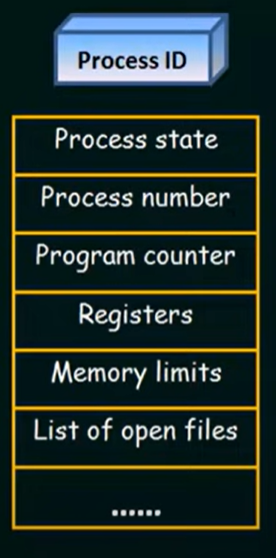 Process ID
Process state
Process number
Program counter
Registers
Memory limits
List of open files
......